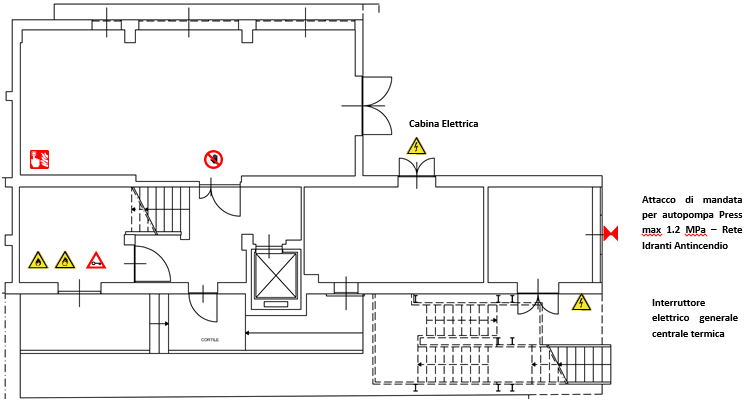 Cabina Elettrica
Attacco di mandata
per autopompa Press
max 1.2 MPa – Rete
Idranti Antincendio
Interruttore
elettrico generale
centrale termica
CORTILE